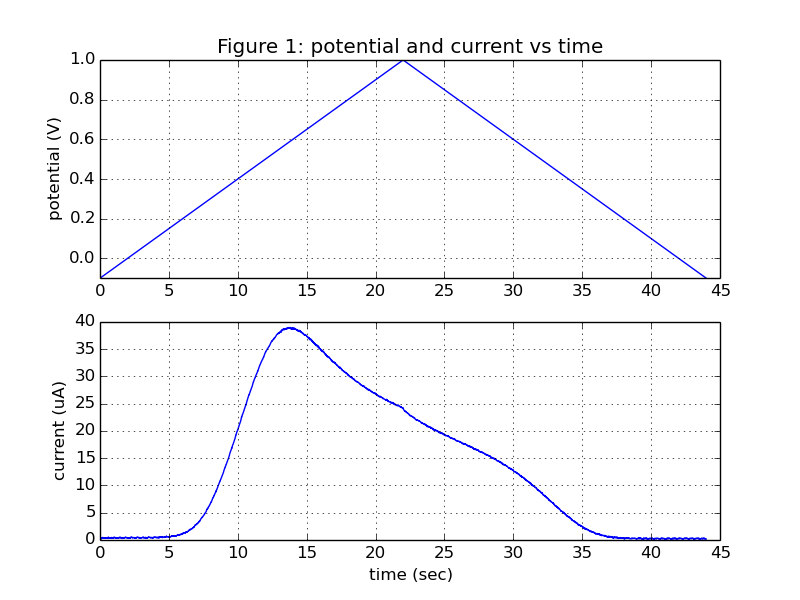 Figure 1: potential and current vs time
1.0
0.8
0.6
0.4
0.2
0.0
potential (V)
0 5 10 15 20 25 30 35 40 45
40
35
30
25
20
15
10
5
0
current (uA)
0 5 10 15 20 25 30 35 40 45
time (sec)